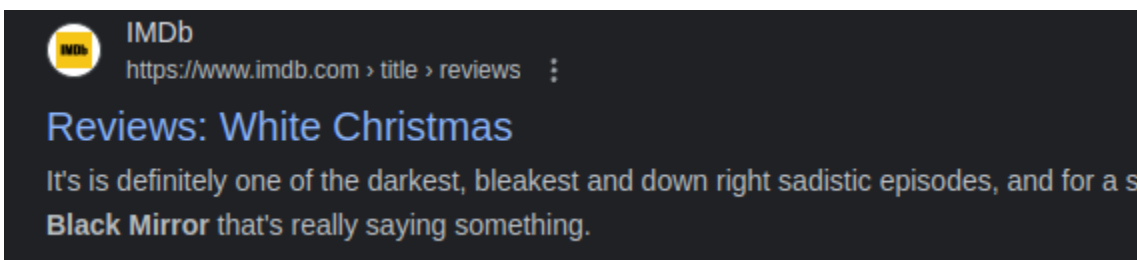 IMDb
https://www.imdb.com › title › reviews
Reviews: White Christmas
It's is definitely one of the darkest, bleakest and down right sadistic episodes, and for a s
Black Mirror that's really saying something.